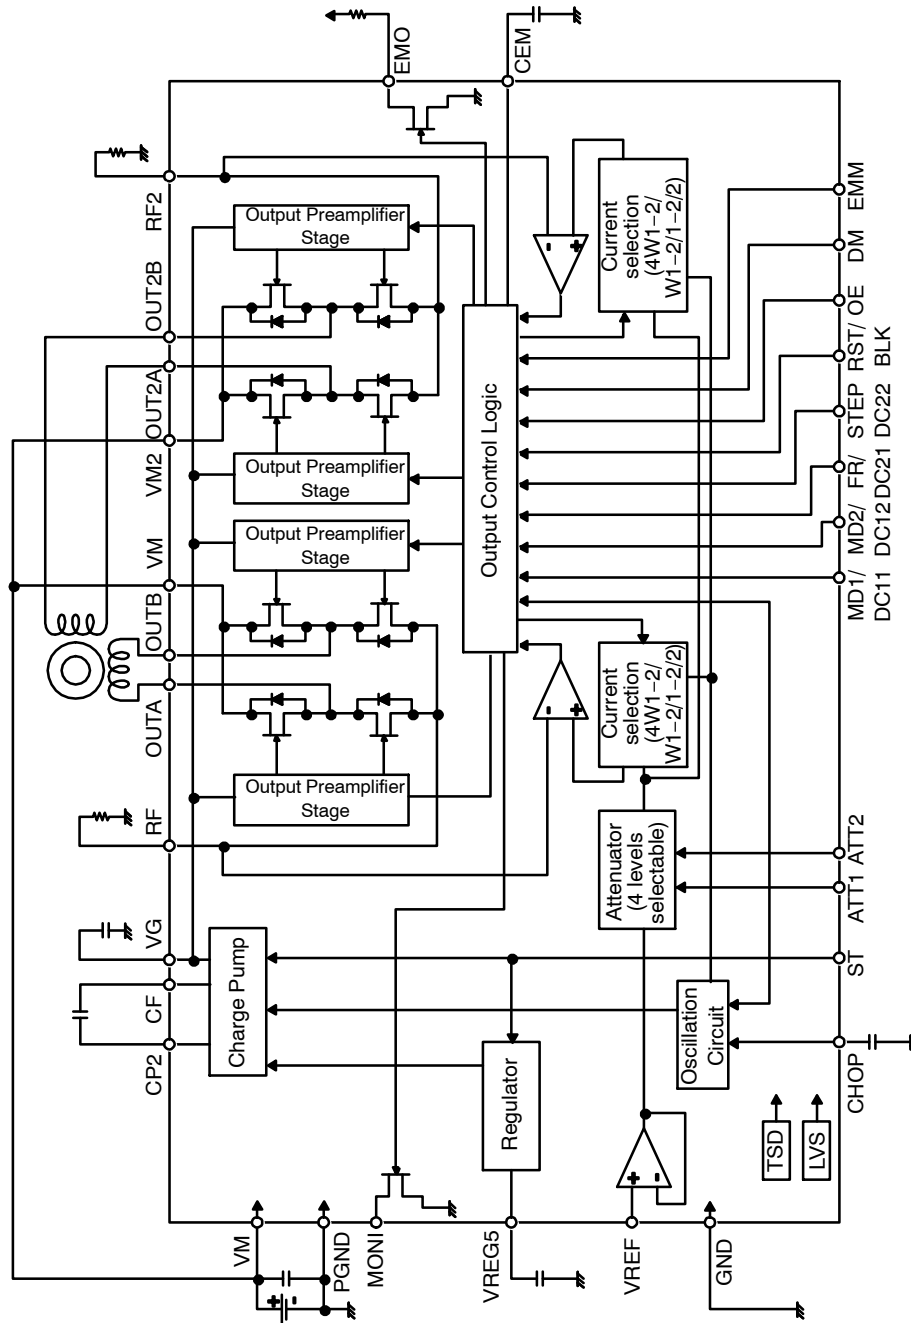 EMO
CEM
RF2
OUT2B
OUT2A
VM2
VM
OUTB
OUTA
RF
VG
CF
CP2
Output Preamplifier
Stage
Output Preamplifier
Stage
Output Preamplifier
Stage
Output Preamplifier
Stage
Output Control Logic
-
+
Current
selection
(4W1-2/
W1-2/1-2/2)
-
+
Current
selection
(4W1-2/
W1-2/1-2/2)
Attenuator
(4 levels
selectable)
Charge Pump
Regulator
Oscillation
Circuit
TSD
LVS
+
-
EMM
DM
OE
RST/
BLK
STEP
DC22
FR/
DC21
MD2/
DC12
MD1/
DC11
ATT2
ATT1
ST
CHOP
VM
PGND
MONI
VREG5
VREF
GND
+
-